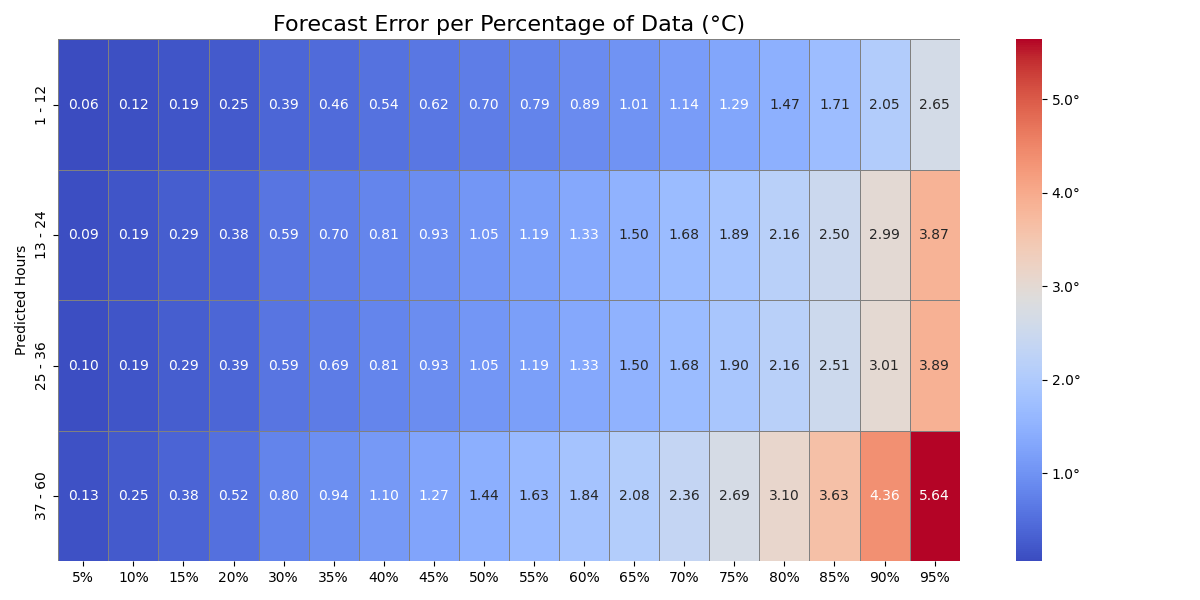 Forecast Error per Percentage of Data (°C)
Predicted Hours
1 - 12
0.06 0.12 0.19 0.25 0.39 0.46 0.54 0.62 0.70 0.79 0.89 1.01 1.14 1.29 1.47 1.71 2.05 2.65
13 - 24
0.09 0.19 0.29 0.38 0.59 0.70 0.81 0.93 1.05 1.19 1.33 1.50 1.68 1.89 2.16 2.50 2.99 3.87
25 - 36
0.10 0.19 0.29 0.39 0.59 0.69 0.81 0.93 1.05 1.19 1.33 1.50 1.68 1.90 2.16 2.51 3.01 3.89
37 - 60
0.13 0.25 0.38 0.52 0.80 0.94 1.10 1.27 1.44 1.63 1.84 2.08 2.36 2.69 3.10 3.63 4.36 5.64
5% 10% 15% 20% 30% 35% 40% 45% 50% 55% 60% 65% 70% 75% 80% 85% 90% 95%
5.0°
4.0°
3.0°
2.0°
1.0°